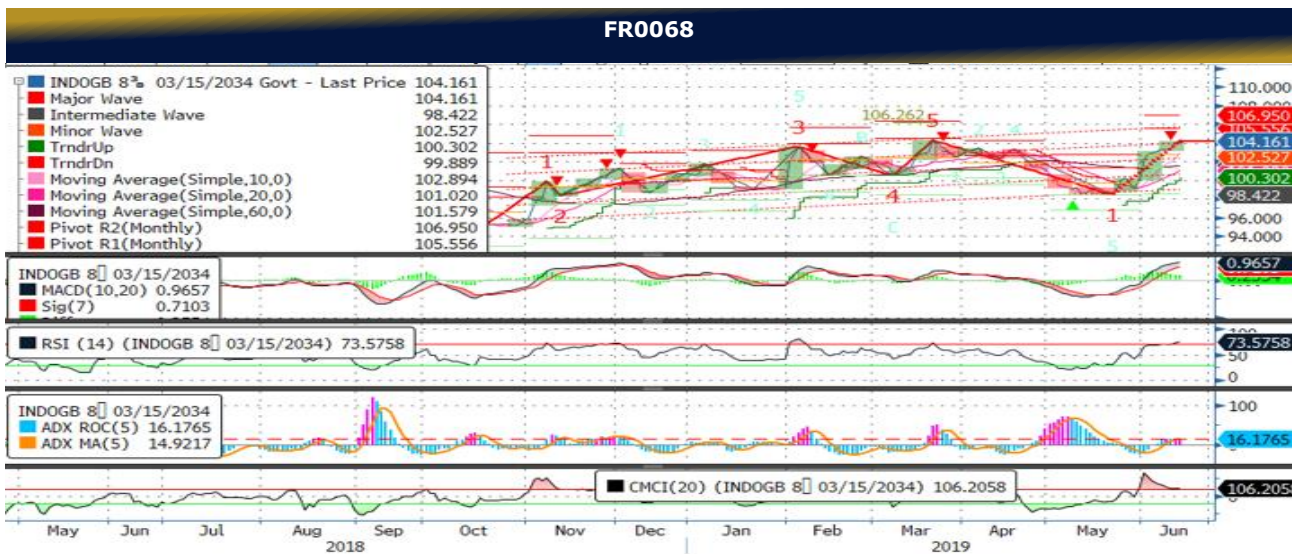 FR0068
INDOGB 8⅜ 03/15/2034 Govt - Last Price 104.161
Major Wave 104.161
Intermediate Wave 98.422
Minor Wave 102.527
TrndrUp 100.302
TrndrDn 99.889
Moving Average(Simple,10,0) 102.894
Moving Average(Simple,20,0) 101.020
Moving Average(Simple,60,0) 101.579
Pivot R2(Monthly) 106.950
Pivot R1(Monthly) 105.556
1
2
3
4
5
1
5
106.262
C
5
110.000
106.950
105.556
104.161
102.527
100.302
98.422
96.000
94.000
INDOGB 8▯ 03/15/2034
MACD(10,20) 0.9657
Sig(7) 0.7103
0.9657
RSI (14) (INDOGB 8▯ 03/15/2034) 73.5758
73.5758
50
0
INDOGB 8▯ 03/15/2034
ADX ROC(5) 16.1765
ADX MA(5) 14.9217
100
16.1765
CMCI(20) (INDOGB 8▯ 03/15/2034) 106.2058
106.2058
May Jun Jul Aug Sep Oct Nov Dec Jan Feb Mar Apr May Jun
2018 2019